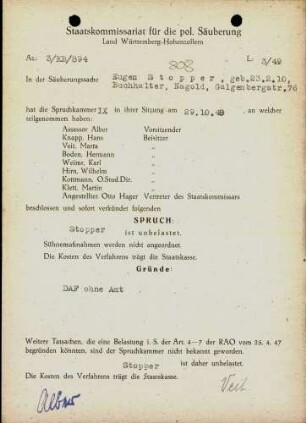 Staatskommissariat für die pol. Säuberung
Land Württemberg-Hohenzollern
Az: 3/KB/894
L: 3/49
808
In der Säuberungssache Eugen Stopper, geb.23.2.10,
Buchhalter, Nagold, Galgenbergstr.76
hat die Spruchkammer IX in ihrer Sitzung am 29.10.48 an welcher
teilgenommen haben:
Assessor Alber Vorsitzender
Knapp, Hans Beisitzer
Veit, Marta
Boden, Hermann
Weimr, Karl
Hirn, Wilhelm
Kottmann, O.Stud.Dir.
Klett, Martin
Angestellter Otto Hager Vertreter des Staatskommissars
beschlossen und sofort verkündet folgenden
SPRUCH:
Stopper
ist unbelastet.
Sühnemaßnahmen werden nicht angeordnet.
Die Kosten des Verfahrens trägt die Staatskasse.
Gründe:
DAF ohne Amt
Weitere Tatsachen, die eine Belastung i. S. der Art. 4-7 der RAO vom 25. 4. 47
begründen könnten, sind der Spruchkammer nicht bekannt geworden.
Stopper ist daher unbelastet.
Die Kosten des Verfahrens trägt die Staatskasse.
Alber
Veit